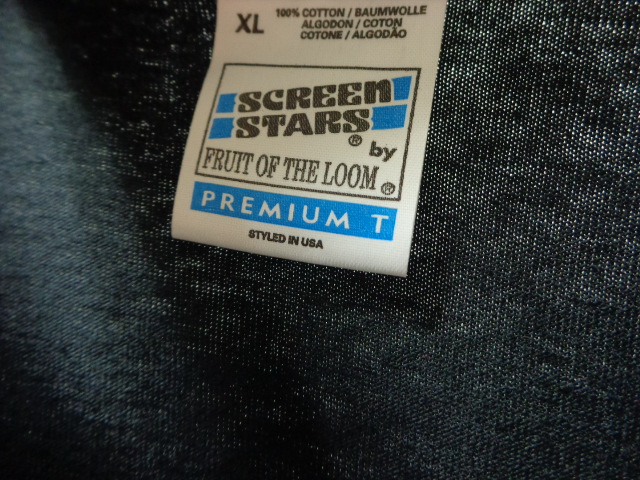 XL 100% COTTON / BAUMWOLLE
ALGODON / COTON
COTONE / ALGODÃO
SCREEN
STARS®
by
FRUIT OF THE LOOM®
PREMIUM T
STYLED IN USA